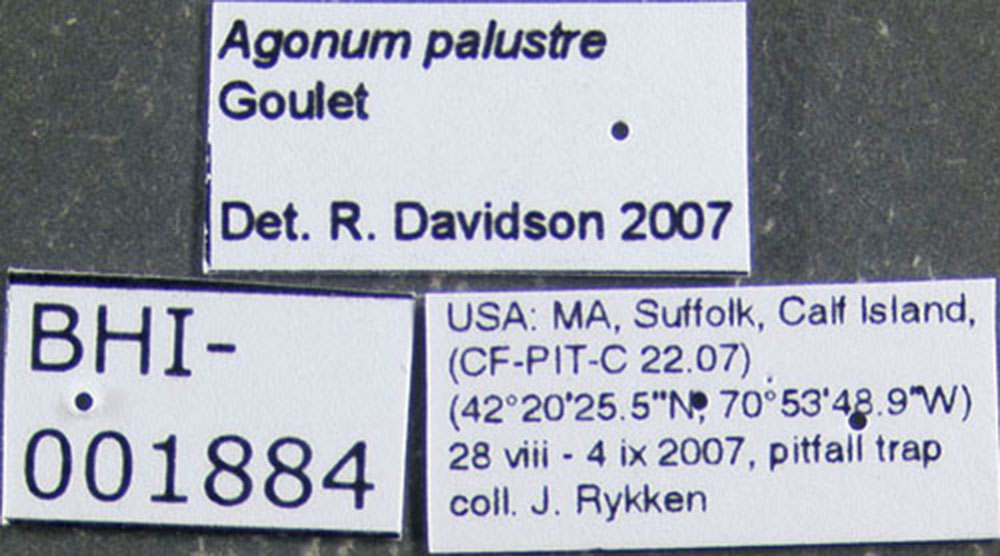 Agonum palustre
Goulet
Det. R. Davidson 2007
BHI-
001884
USA: MA, Suffolk, Calf Island,
(CF-PIT-C 22.07)
(42°20'25.5"N, 70°53'48.9"W)
28 viii - 4 ix 2007, pitfall trap
coll. J. Rykken